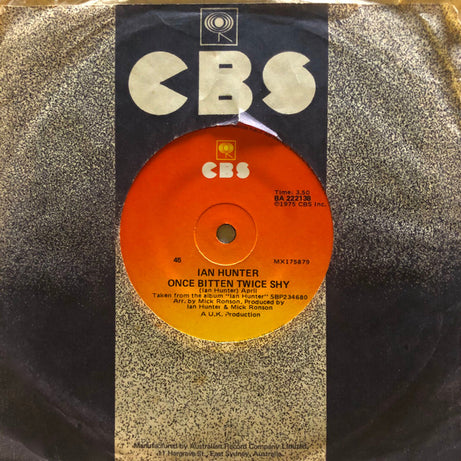 CBS
CBS
Time: 3.50
BA 222138
©1975 CBS Inc.
45
MX175879
IAN HUNTER
ONCE BITTEN TWICE SHY
(Ian Hunter) April
Taken from the album "Ian Hunter" SBP234680
Arr. by Mick Ronson, Produced by
Ian Hunter & Mick Ronson
A U.K. Production
Manufactured by Australian Record Company Limited,
11 Hargrave St., East Sydney, Australia.